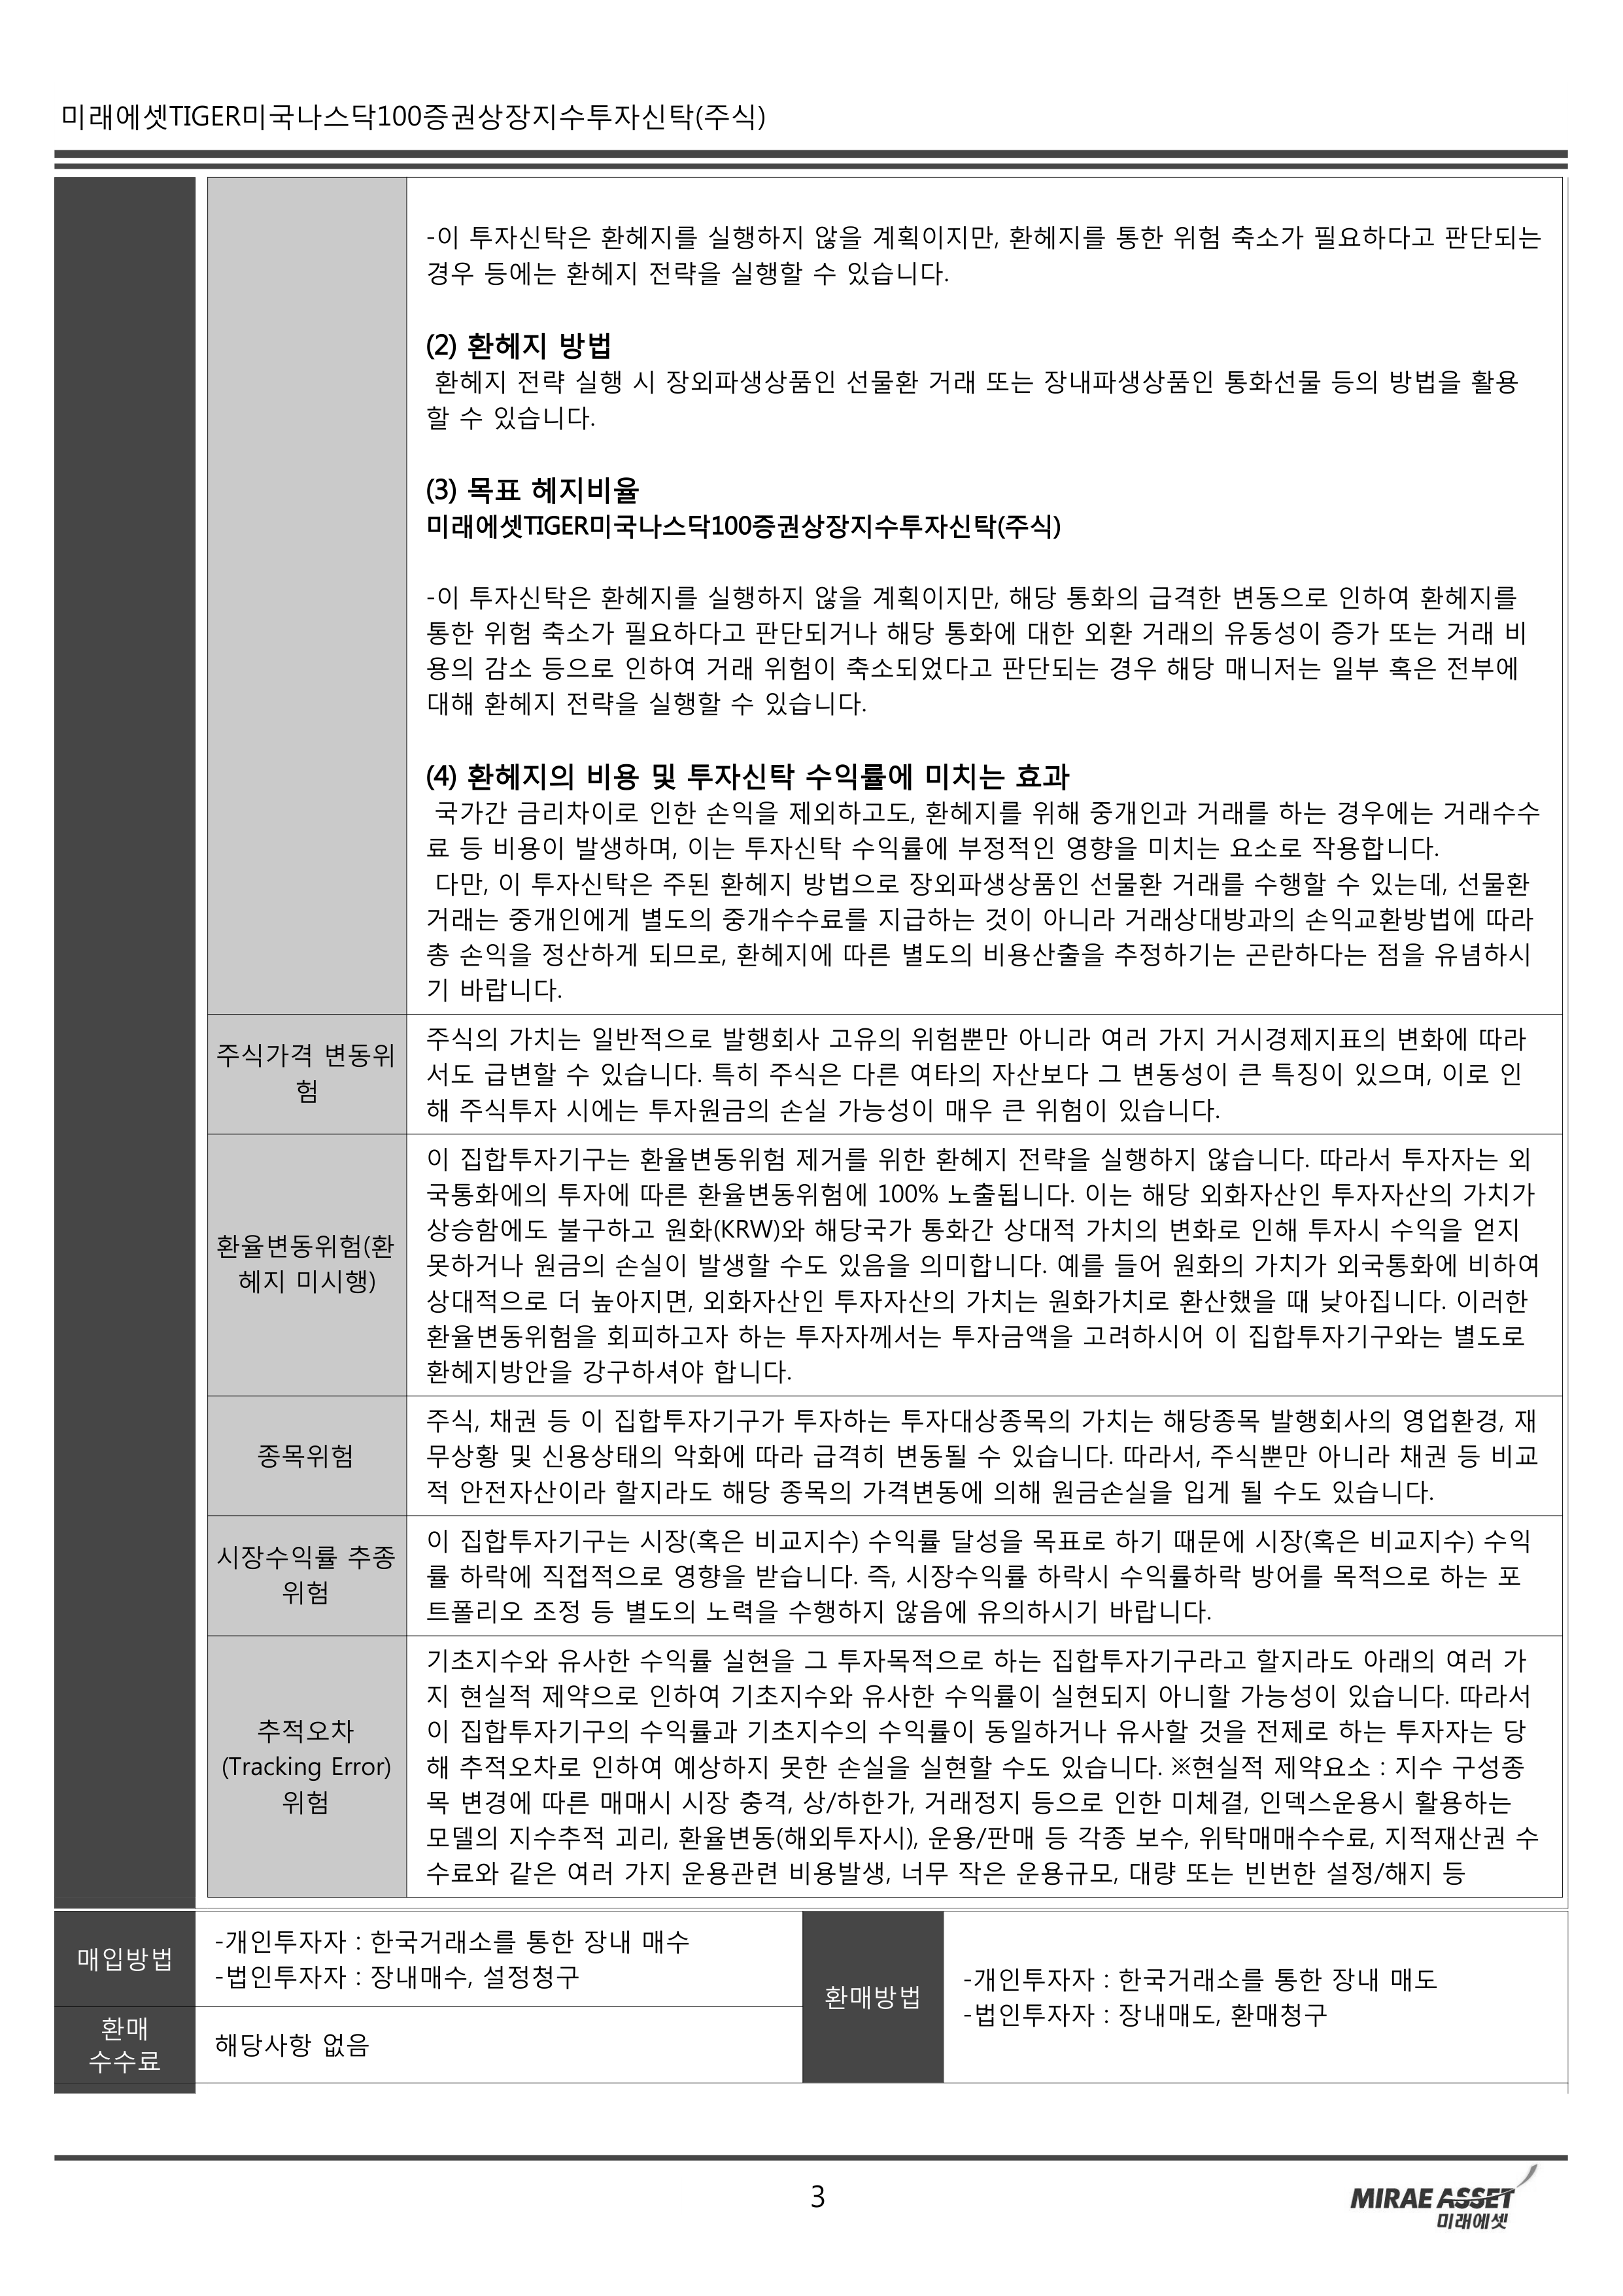 미래에셋TIGER미국나스닥100증권상장지수투자신탁(주식)
-이 투자신탁은 환헤지를 실행하지 않을 계획이지만, 환헤지를 통한 위험 축소가 필요하다고 판단되는
경우 등에는 환헤지 전략을 실행할 수 있습니다.
(2) 환헤지 방법
환헤지 전략 실행 시 장외파생상품인 선물환 거래 또는 장내파생상품인 통화선물 등의 방법을 활용
할 수 있습니다.
(3) 목표 헤지비율
미래에셋TIGER미국나스닥100증권상장지수투자신탁(주식)
-이 투자신탁은 환헤지를 실행하지 않을 계획이지만, 해당 통화의 급격한 변동으로 인하여 환헤지를
통한 위험 축소가 필요하다고 판단되거나 해당 통화에 대한 외환 거래의 유동성이 증가 또는 거래 비
용의 감소 등으로 인하여 거래 위험이 축소되었다고 판단되는 경우 해당 매니저는 일부 혹은 전부에
대해 환헤지 전략을 실행할 수 있습니다.
(4) 환헤지의 비용 및 투자신탁 수익률에 미치는 효과
국가간 금리차이로 인한 손익을 제외하고도, 환헤지를 위해 중개인과 거래를 하는 경우에는 거래수수
료 등 비용이 발생하며, 이는 투자신탁 수익률에 부정적인 영향을 미치는 요소로 작용합니다.
다만, 이 투자신탁은 주된 환헤지 방법으로 장외파생상품인 선물환 거래를 수행할 수 있는데, 선물환
거래는 중개인에게 별도의 중개수수료를 지급하는 것이 아니라 거래상대방과의 손익교환방법에 따라
총 손익을 정산하게 되므로, 환헤지에 따른 별도의 비용산출을 추정하기는 곤란하다는 점을 유념하시
기 바랍니다.
주식가격 변동위
험
주식의 가치는 일반적으로 발행회사 고유의 위험뿐만 아니라 여러 가지 거시경제지표의 변화에 따라
서도 급변할 수 있습니다. 특히 주식은 다른 여타의 자산보다 그 변동성이 큰 특징이 있으며, 이로 인
해 주식투자 시에는 투자원금의 손실 가능성이 매우 큰 위험이 있습니다.
환율변동위험(환
헤지 미시행)
이 집합투자기구는 환율변동위험 제거를 위한 환헤지 전략을 실행하지 않습니다. 따라서 투자자는 외
국통화에의 투자에 따른 환율변동위험에 100% 노출됩니다. 이는 해당 외화자산인 투자자산의 가치가
상승함에도 불구하고 원화(KRW)와 해당국가 통화간 상대적 가치의 변화로 인해 투자시 수익을 얻지
못하거나 원금의 손실이 발생할 수도 있음을 의미합니다. 예를 들어 원화의 가치가 외국통화에 비하여
상대적으로 더 높아지면, 외화자산인 투자자산의 가치는 원화가치로 환산했을 때 낮아집니다. 이러한
환율변동위험을 회피하고자 하는 투자자께서는 투자금액을 고려하시어 이 집합투자기구와는 별도로
환헤지방안을 강구하셔야 합니다.
종목위험
주식, 채권 등 이 집합투자기구가 투자하는 투자대상종목의 가치는 해당종목 발행회사의 영업환경, 재
무상황 및 신용상태의 악화에 따라 급격히 변동될 수 있습니다. 따라서, 주식뿐만 아니라 채권 등 비교
적 안전자산이라 할지라도 해당 종목의 가격변동에 의해 원금손실을 입게 될 수도 있습니다.
시장수익률 추종
위험
이 집합투자기구는 시장(혹은 비교지수) 수익률 달성을 목표로 하기 때문에 시장(혹은 비교지수) 수익
률 하락에 직접적으로 영향을 받습니다. 즉, 시장수익률 하락시 수익률하락 방어를 목적으로 하는 포
트폴리오 조정 등 별도의 노력을 수행하지 않음에 유의하시기 바랍니다.
추적오차
(Tracking Error)
위험
기초지수와 유사한 수익률 실현을 그 투자목적으로 하는 집합투자기구라고 할지라도 아래의 여러 가
지 현실적 제약으로 인하여 기초지수와 유사한 수익률이 실현되지 아니할 가능성이 있습니다. 따라서
이 집합투자기구의 수익률과 기초지수의 수익률이 동일하거나 유사할 것을 전제로 하는 투자자는 당
해 추적오차로 인하여 예상하지 못한 손실을 실현할 수도 있습니다. ※현실적 제약요소 : 지수 구성종
목 변경에 따른 매매시 시장 충격, 상/하한가, 거래정지 등으로 인한 미체결, 인덱스운용시 활용하는
모델의 지수추적 괴리, 환율변동(해외투자시), 운용/판매 등 각종 보수, 위탁매매수수료, 지적재산권 수
수료와 같은 여러 가지 운용관련 비용발생, 너무 작은 운용규모, 대량 또는 빈번한 설정/해지 등
매입방법
-개인투자자 : 한국거래소를 통한 장내 매수
-법인투자자 : 장내매수, 설정청구
환매방법
-개인투자자 : 한국거래소를 통한 장내 매도
-법인투자자 : 장내매도, 환매청구
환매
수수료
해당사항 없음
3
MIRAE ASSET
미래에셋